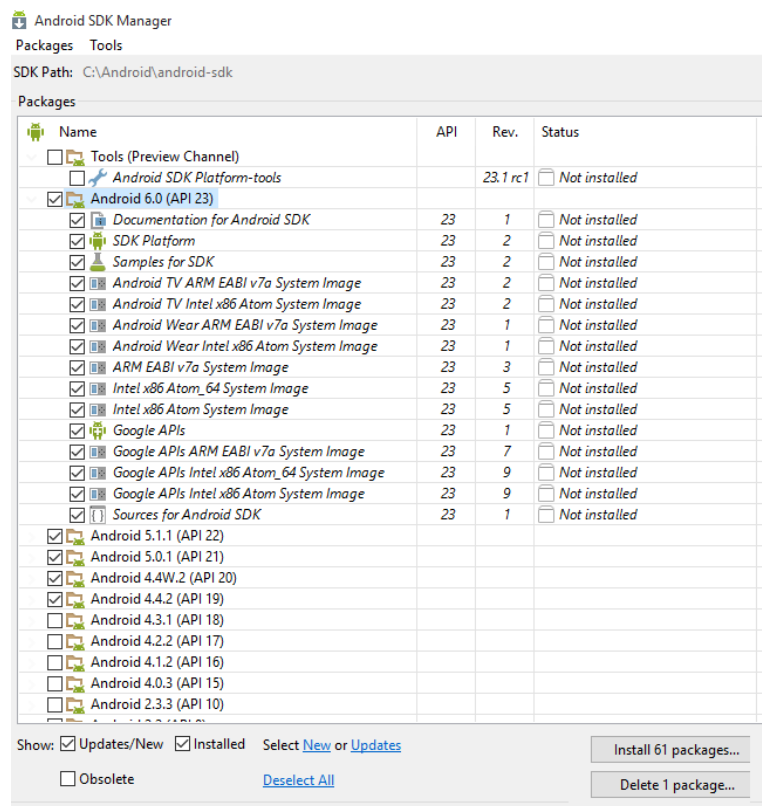 Android SDK Manager
Packages Tools
SDK Path: C:\Android\android-sdk
Packages
Name API Rev. Status
Tools (Preview Channel)
Android SDK Platform-tools 23.1 rc1 Not installed
Android 6.0 (API 23)
Documentation for Android SDK 23 1 Not installed
SDK Platform 23 2 Not installed
Samples for SDK 23 2 Not installed
Android TV ARM EABI v7a System Image 23 2 Not installed
Android TV Intel x86 Atom System Image 23 2 Not installed
Android Wear ARM EABI v7a System Image 23 1 Not installed
Android Wear Intel x86 Atom System Image 23 1 Not installed
ARM EABI v7a System Image 23 3 Not installed
Intel x86 Atom_64 System Image 23 5 Not installed
Intel x86 Atom System Image 23 5 Not installed
Google APIs 23 1 Not installed
Google APIs ARM EABI v7a System Image 23 7 Not installed
Google APIs Intel x86 Atom_64 System Image 23 9 Not installed
Google APIs Intel x86 Atom System Image 23 9 Not installed
Sources for Android SDK 23 1 Not installed
Android 5.1.1 (API 22)
Android 5.0.1 (API 21)
Android 4.4W.2 (API 20)
Android 4.4.2 (API 19)
Android 4.3.1 (API 18)
Android 4.2.2 (API 17)
Android 4.1.2 (API 16)
Android 4.0.3 (API 15)
Android 2.3.3 (API 10)
Show: Updates/New Installed Select New or Updates Install 61 packages...
Obsolete Deselect All Delete 1 package...